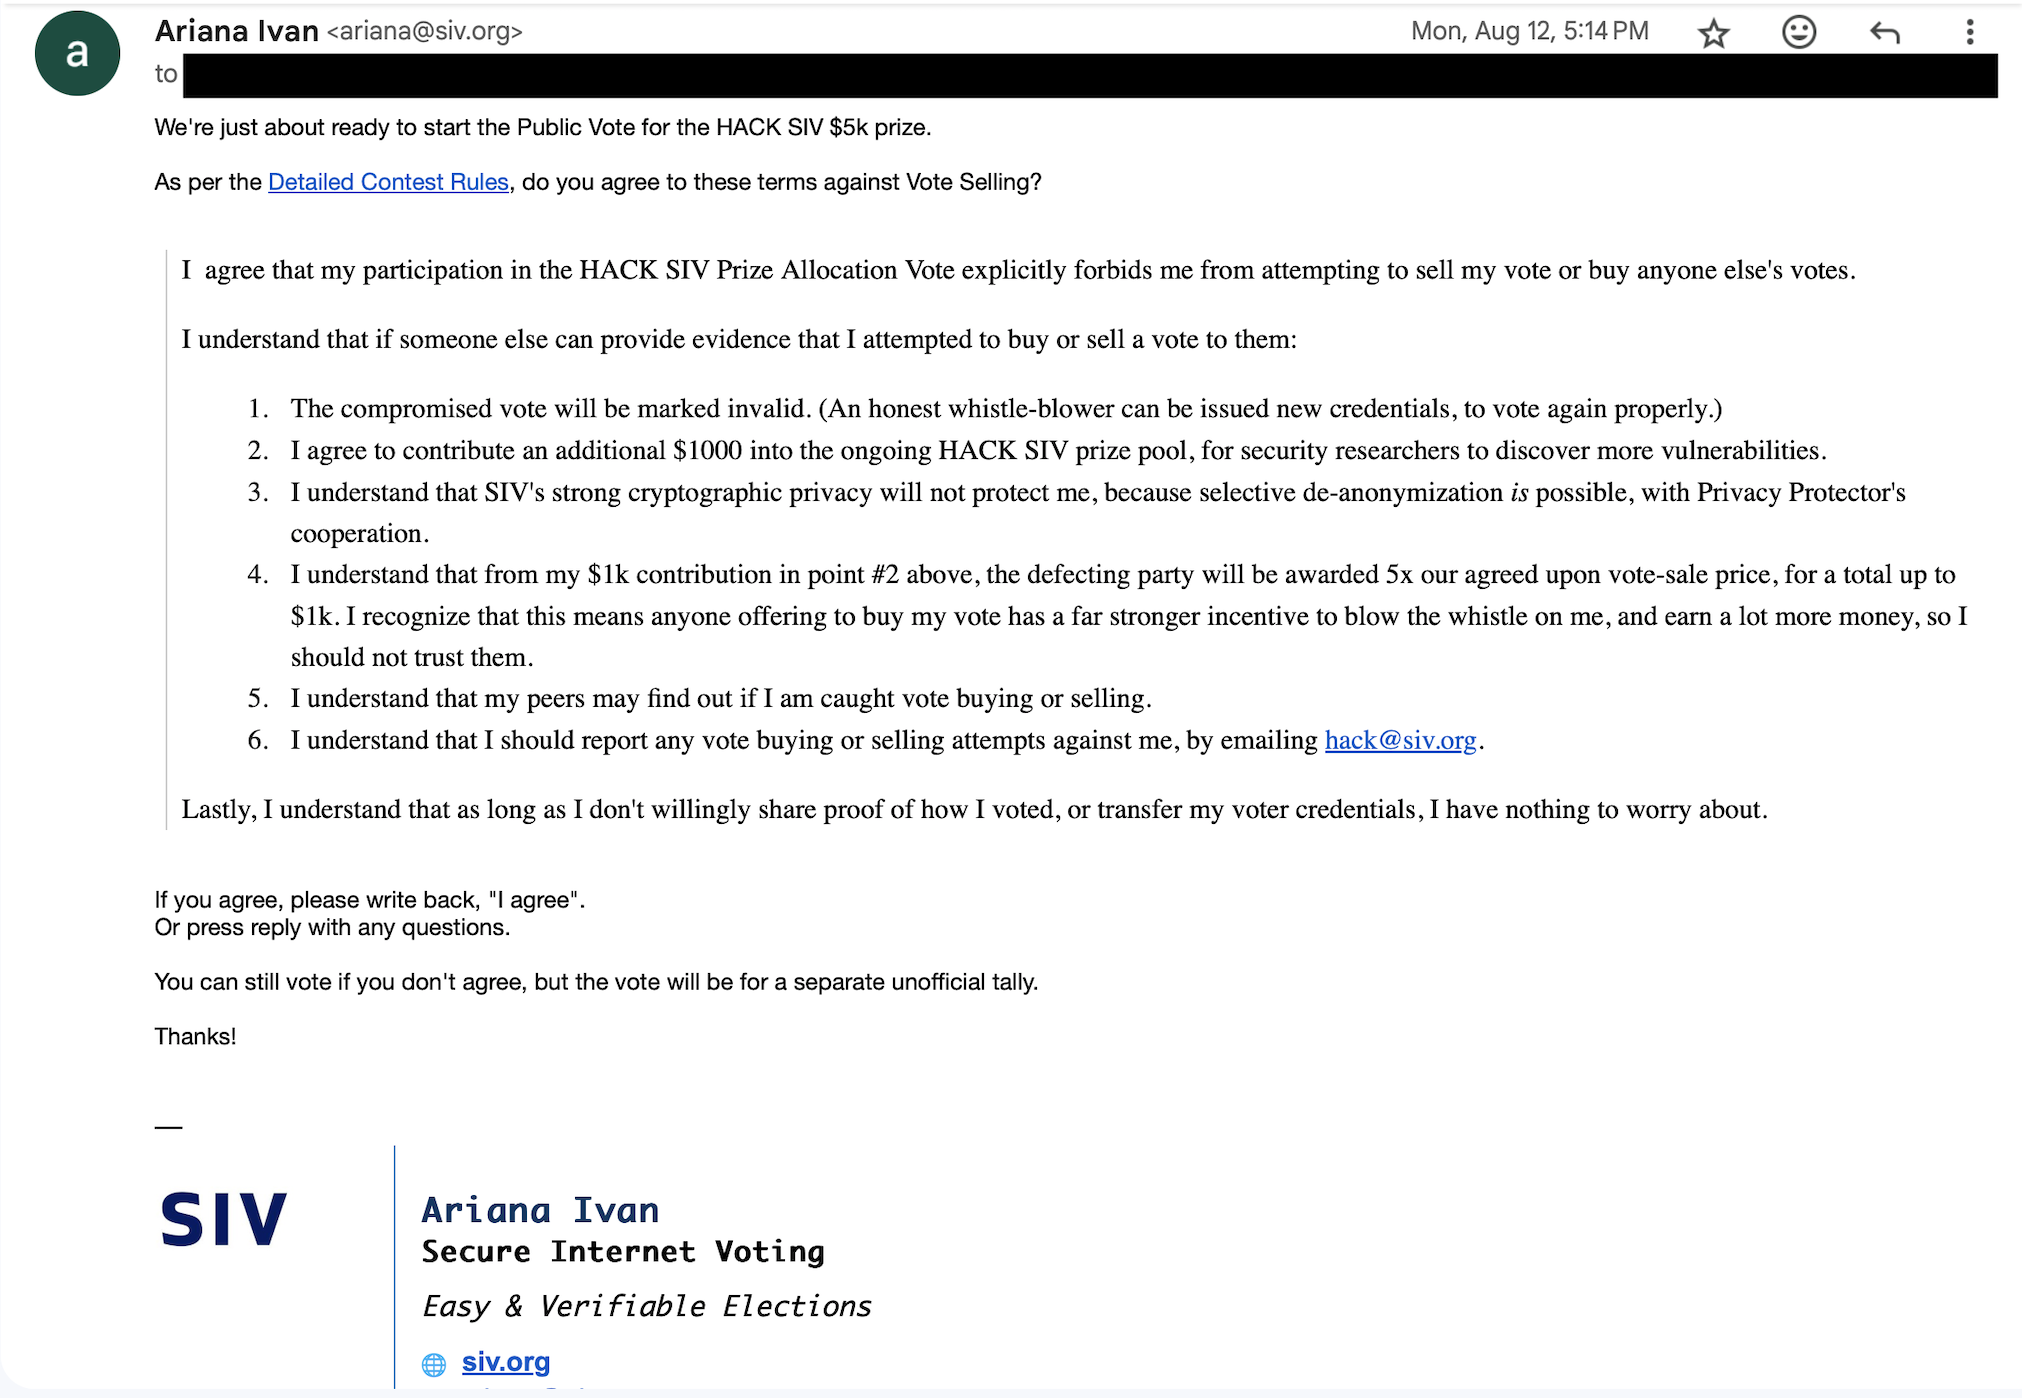 a
Ariana Ivan <ariana@siv.org>
Mon, Aug 12, 5:14 PM
to
We're just about ready to start the Public Vote for the HACK SIV $5k prize.
As per the Detailed Contest Rules, do you agree to these terms against Vote Selling?
I  agree that my participation in the HACK SIV Prize Allocation Vote explicitly forbids me from attempting to sell my vote or buy anyone else's votes.
I understand that if someone else can provide evidence that I attempted to buy or sell a vote to them:
1. The compromised vote will be marked invalid. (An honest whistle-blower can be issued new credentials, to vote again properly.)
2. I agree to contribute an additional $1000 into the ongoing HACK SIV prize pool, for security researchers to discover more vulnerabilities.
3. I understand that SIV's strong cryptographic privacy will not protect me, because selective de-anonymization is possible, with Privacy Protector's
cooperation.
4. I understand that from my $1k contribution in point #2 above, the defecting party will be awarded 5x our agreed upon vote-sale price, for a total up to
$1k. I recognize that this means anyone offering to buy my vote has a far stronger incentive to blow the whistle on me, and earn a lot more money, so I
should not trust them.
5. I understand that my peers may find out if I am caught vote buying or selling.
6. I understand that I should report any vote buying or selling attempts against me, by emailing hack@siv.org.
Lastly, I understand that as long as I don't willingly share proof of how I voted, or transfer my voter credentials, I have nothing to worry about.
If you agree, please write back, "I agree".
Or press reply with any questions.
You can still vote if you don't agree, but the vote will be for a separate unofficial tally.
Thanks!
—
SIV
Ariana Ivan
Secure Internet Voting
Easy & Verifiable Elections
siv.org